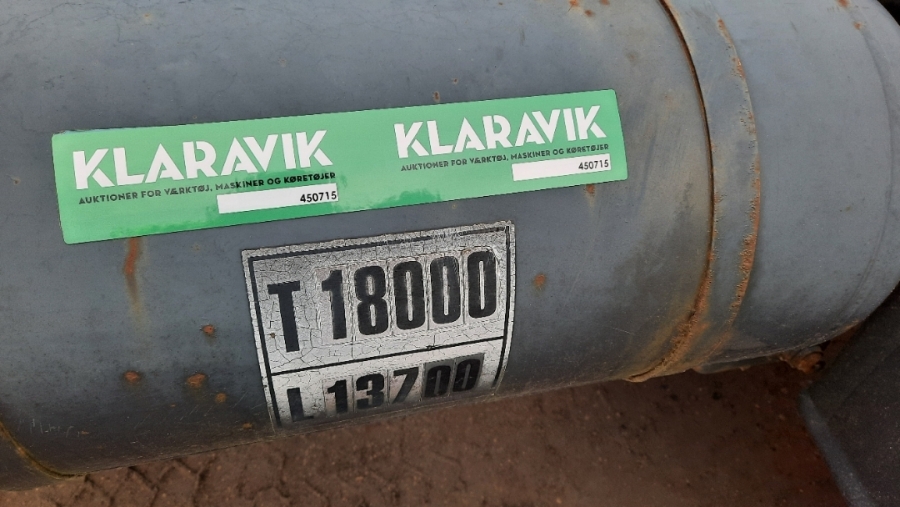 KLARAVIK
AUKTIONER FOR VÆRKTØJ, MASKINER OG KØRETØJER
450715
KLARAVIK
AUKTIONER FOR VÆRKTØJ, MASKINER OG KØRETØJER
450715
T 18000
L 13700